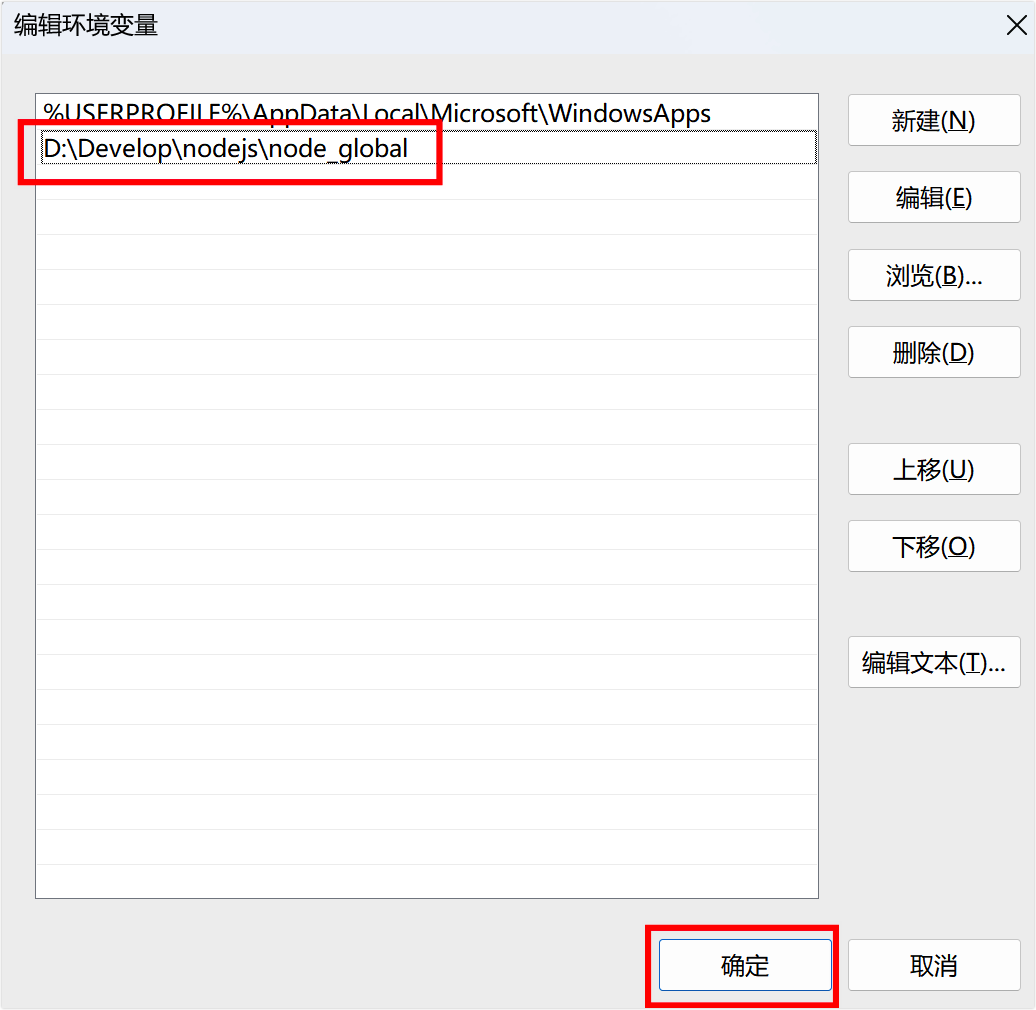 编辑环境变量
%USERPROFILE%\AppData\Local\Microsoft\WindowsApps
D:\Develop\nodejs\node_global
新建(N)
编辑(E)
浏览(B)...
删除(D)
上移(U)
下移(O)
编辑文本(T)...
确定
取消